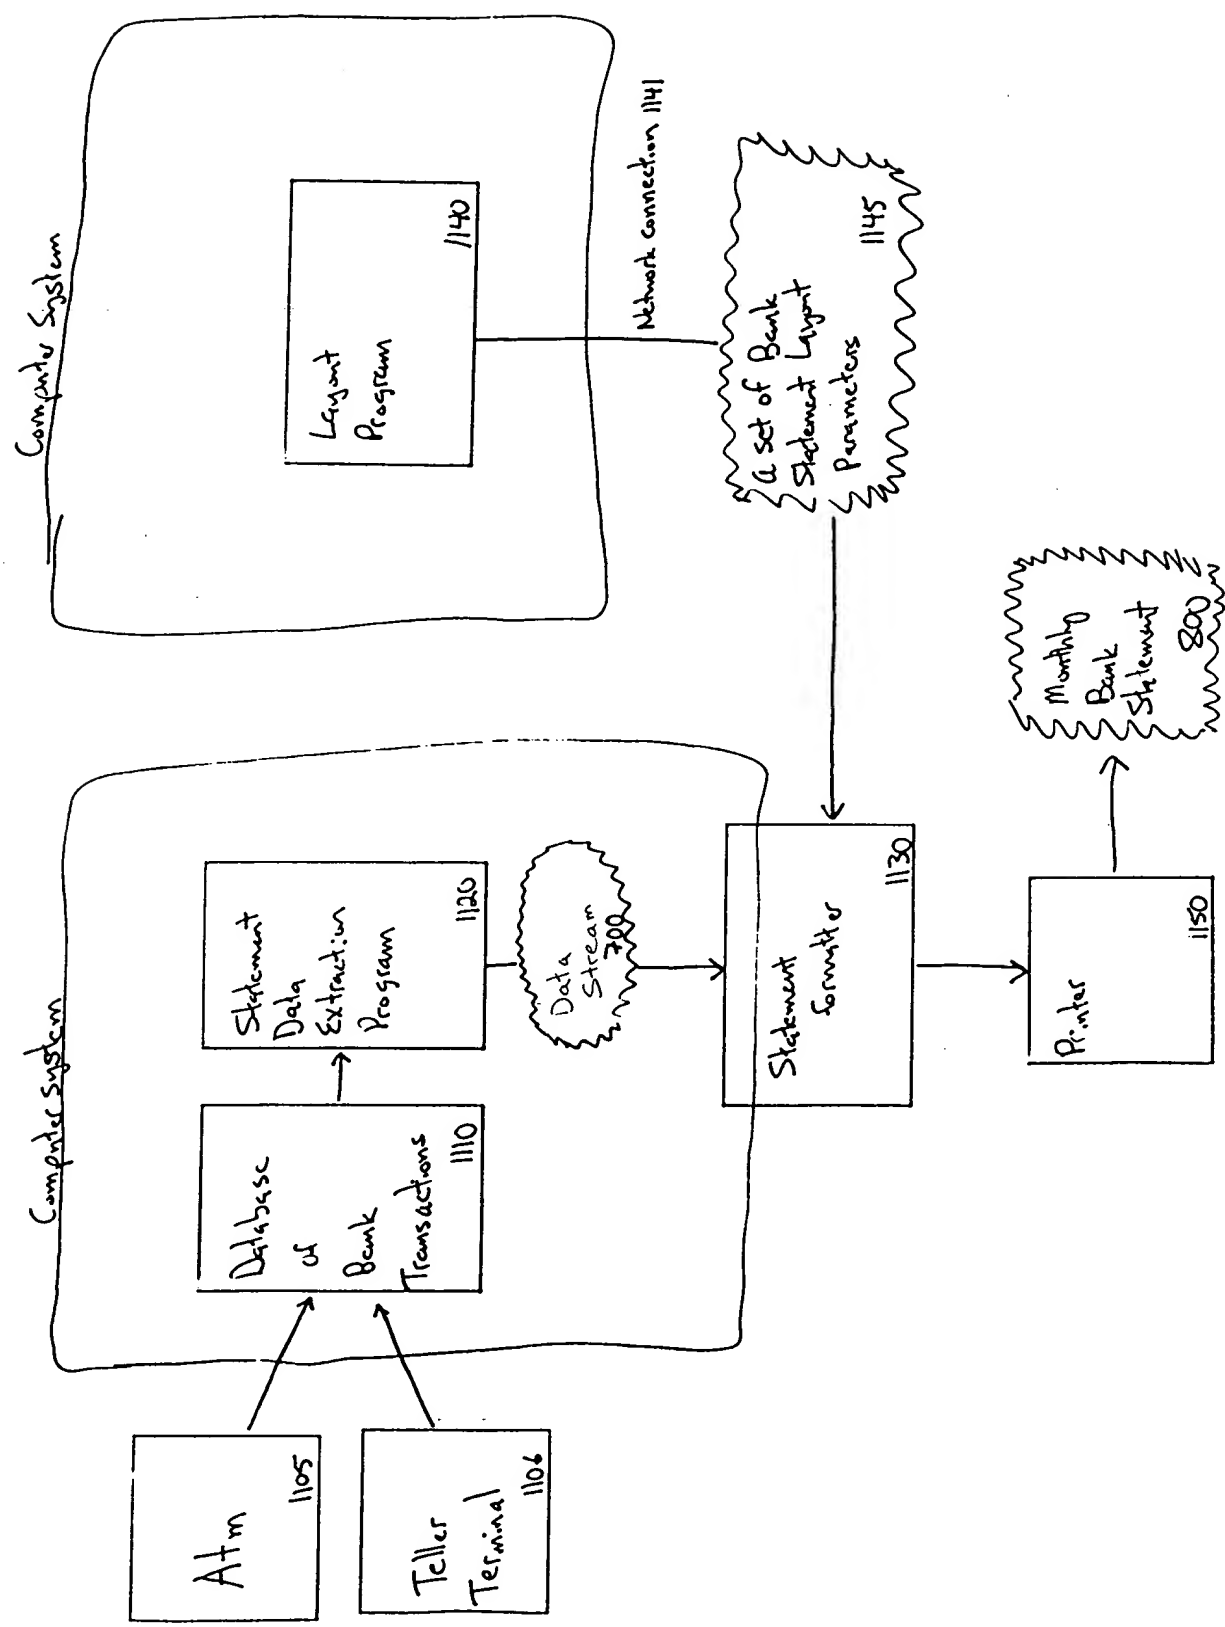 Computer System
Atm
1105
Teller
Terminal
1106
Database
of
Bank
Transactions
1110
Statement
Data
Extraction
Program
1120
Data
Stream
700
Statement
formatter
1130
Printer
1150
Monthly
Bank
Statement
800
Computer System
Layout
Program
1140
Network connection 1141
A set of Bank
Statement Layout
Parameters
1145